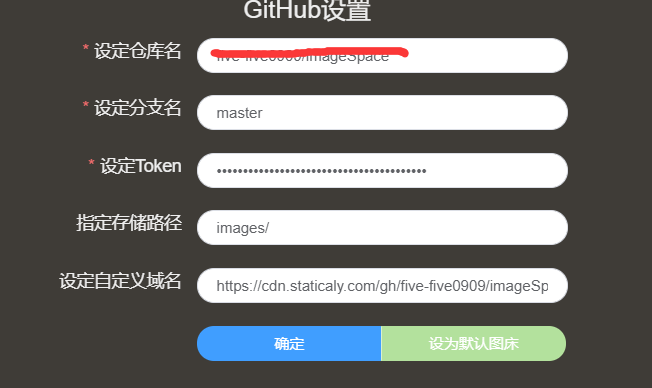 GitHub设置
* 设定仓库名
/imageSpace
* 设定分支名
master
* 设定Token
指定存储路径
images/
设定自定义域名
https://cdn.staticaly.com/gh/five-five0909/imageSp
确定
设为默认图床